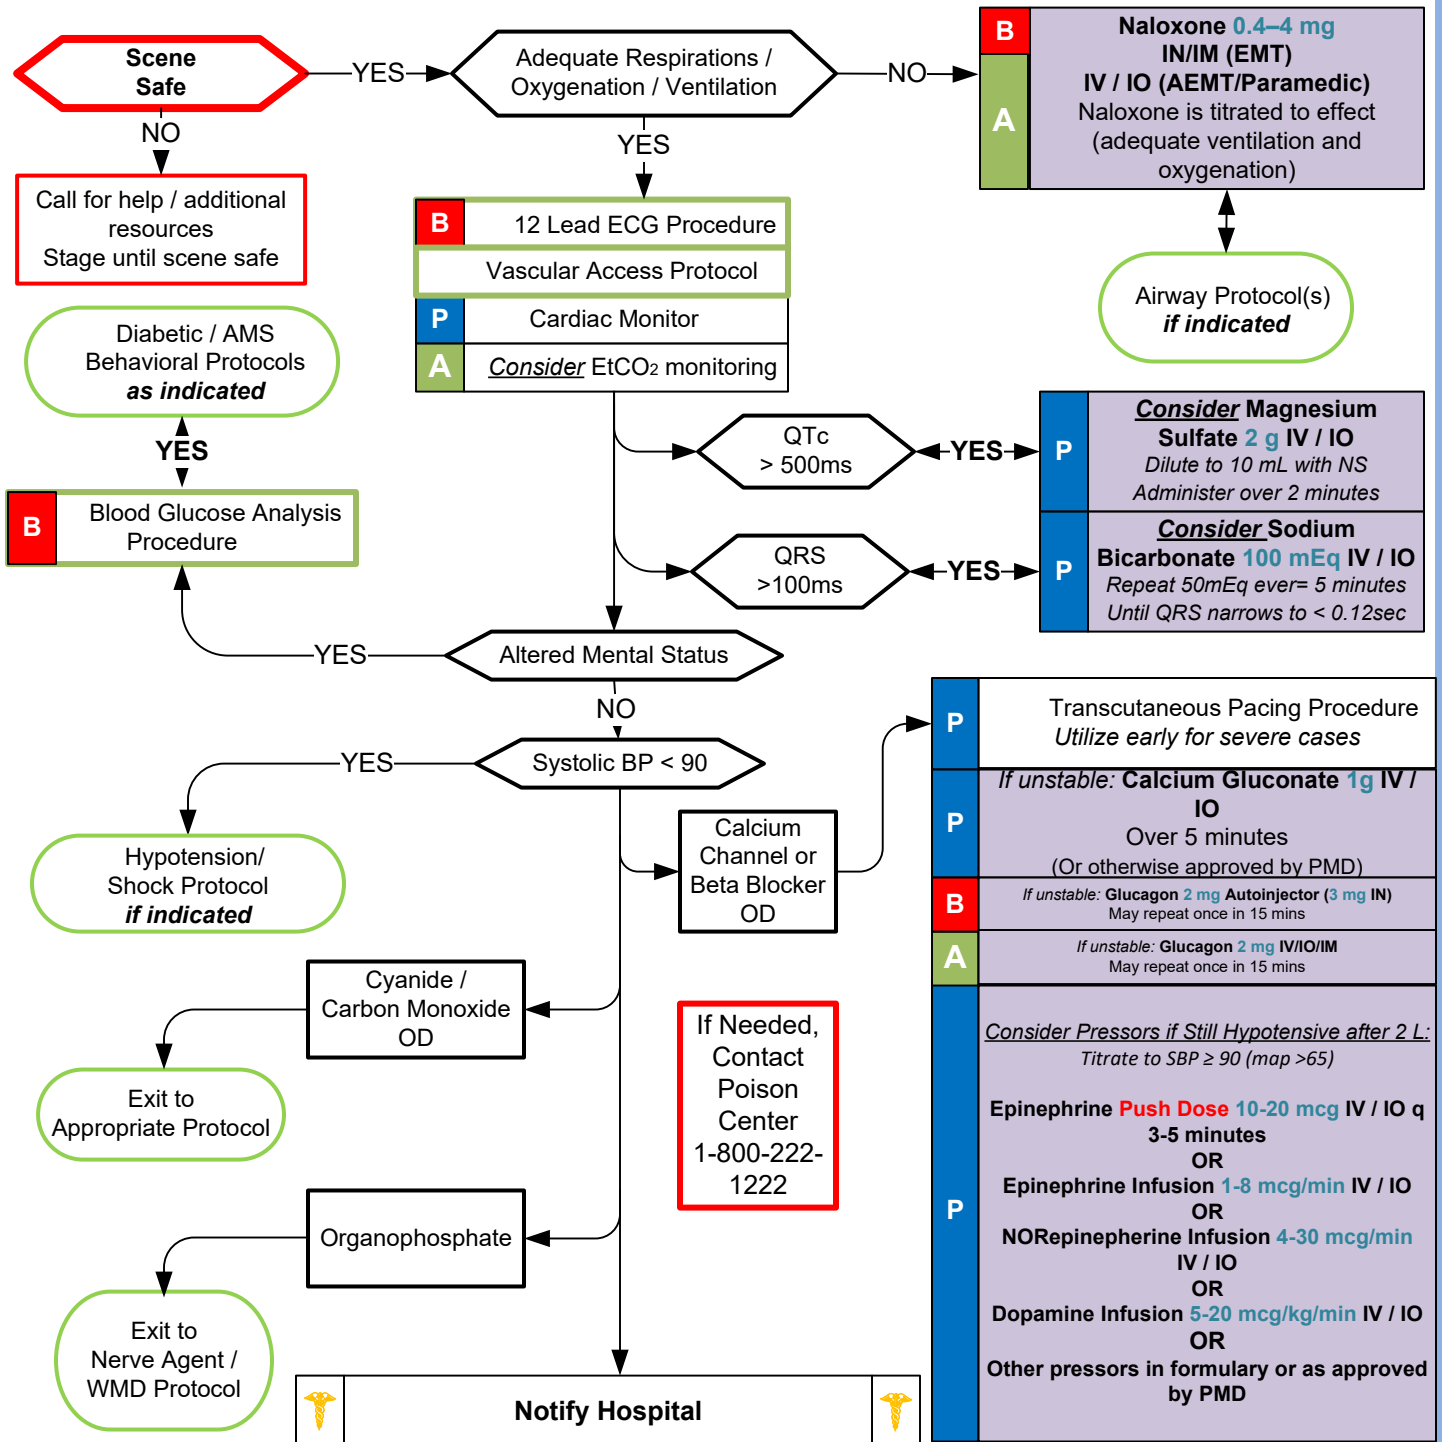 Scene
Safe
YES
Adequate Respirations /
Oxygenation / Ventilation
NO
B
A
Naloxone 0.4–4 mg
IN/IM (EMT)
IV / IO (AEMT/Paramedic)
Naloxone is titrated to effect
(adequate ventilation and
oxygenation)
NO
Call for help / additional
resources
Stage until scene safe
YES
B
12 Lead ECG Procedure
Vascular Access Protocol
P
Cardiac Monitor
A
Consider EtCO2 monitoring
Airway Protocol(s)
if indicated
Diabetic / AMS
Behavioral Protocols
as indicated
YES
B
Blood Glucose Analysis
Procedure
QTc
> 500ms
YES
P
Consider Magnesium
Sulfate 2 g IV / IO
Dilute to 10 mL with NS
Administer over 2 minutes
QRS
>100ms
YES
P
Consider Sodium
Bicarbonate 100 mEq IV / IO
Repeat 50mEq ever= 5 minutes
Until QRS narrows to < 0.12sec
YES
Altered Mental Status
NO
YES
Systolic BP < 90
Hypotension/
Shock Protocol
if indicated
Calcium
Channel or
Beta Blocker
OD
P
Transcutaneous Pacing Procedure
Utilize early for severe cases
P
If unstable: Calcium Gluconate 1g IV /
IO
Over 5 minutes
(Or otherwise approved by PMD)
B
If unstable: Glucagon 2 mg Autoinjector (3 mg IN)
May repeat once in 15 mins
A
If unstable: Glucagon 2 mg IV/IO/IM
May repeat once in 15 mins
P
Consider Pressors if Still Hypotensive after 2 L:
Titrate to SBP ≥ 90 (map >65)
Epinephrine Push Dose 10-20 mcg IV / IO q
3-5 minutes
OR
Epinephrine Infusion 1-8 mcg/min IV / IO
OR
NORepinepherine Infusion 4-30 mcg/min
IV / IO
OR
Dopamine Infusion 5-20 mcg/kg/min IV / IO
OR
Other pressors in formulary or as approved
by PMD
Cyanide /
Carbon Monoxide
OD
Exit to
Appropriate Protocol
If Needed,
Contact
Poison
Center
1-800-222-
1222
Organophosphate
Exit to
Nerve Agent /
WMD Protocol
Notify Hospital